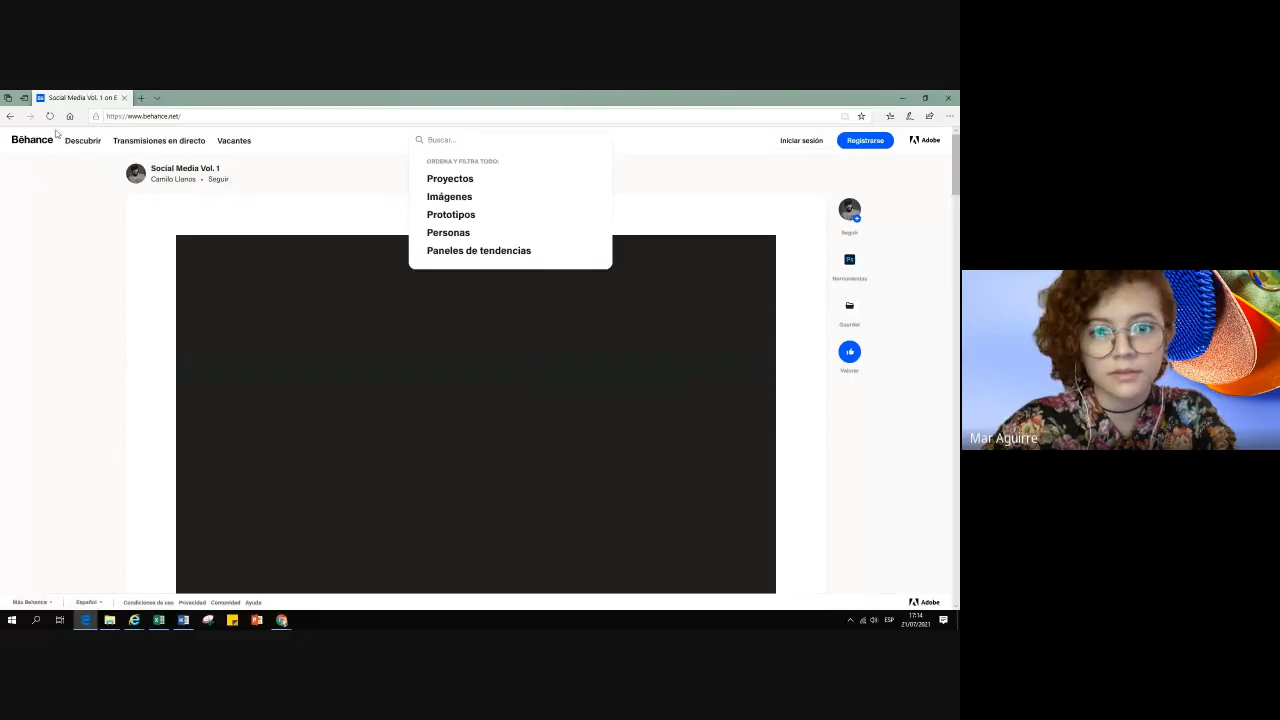 Social Media Vol. 1 on E
https://www.behance.net/
Bēhance
Descubrir
Transmisiones en directo
Vacantes
Buscar...
Iniciar sesión
Registrarse
Adobe
ORDENA Y FILTRA TODO:
Proyectos
Imágenes
Prototipos
Personas
Paneles de tendencias
Social Media Vol. 1
Camilo Llanos • Seguir
Seguir
Ps
Herramientas
Guardar
Valorar
Mar Aguirre
Más Behance
Español
Condiciones de uso
Privacidad
Comunidad
Ayuda
Adobe
ESP
17:14
21/07/2021